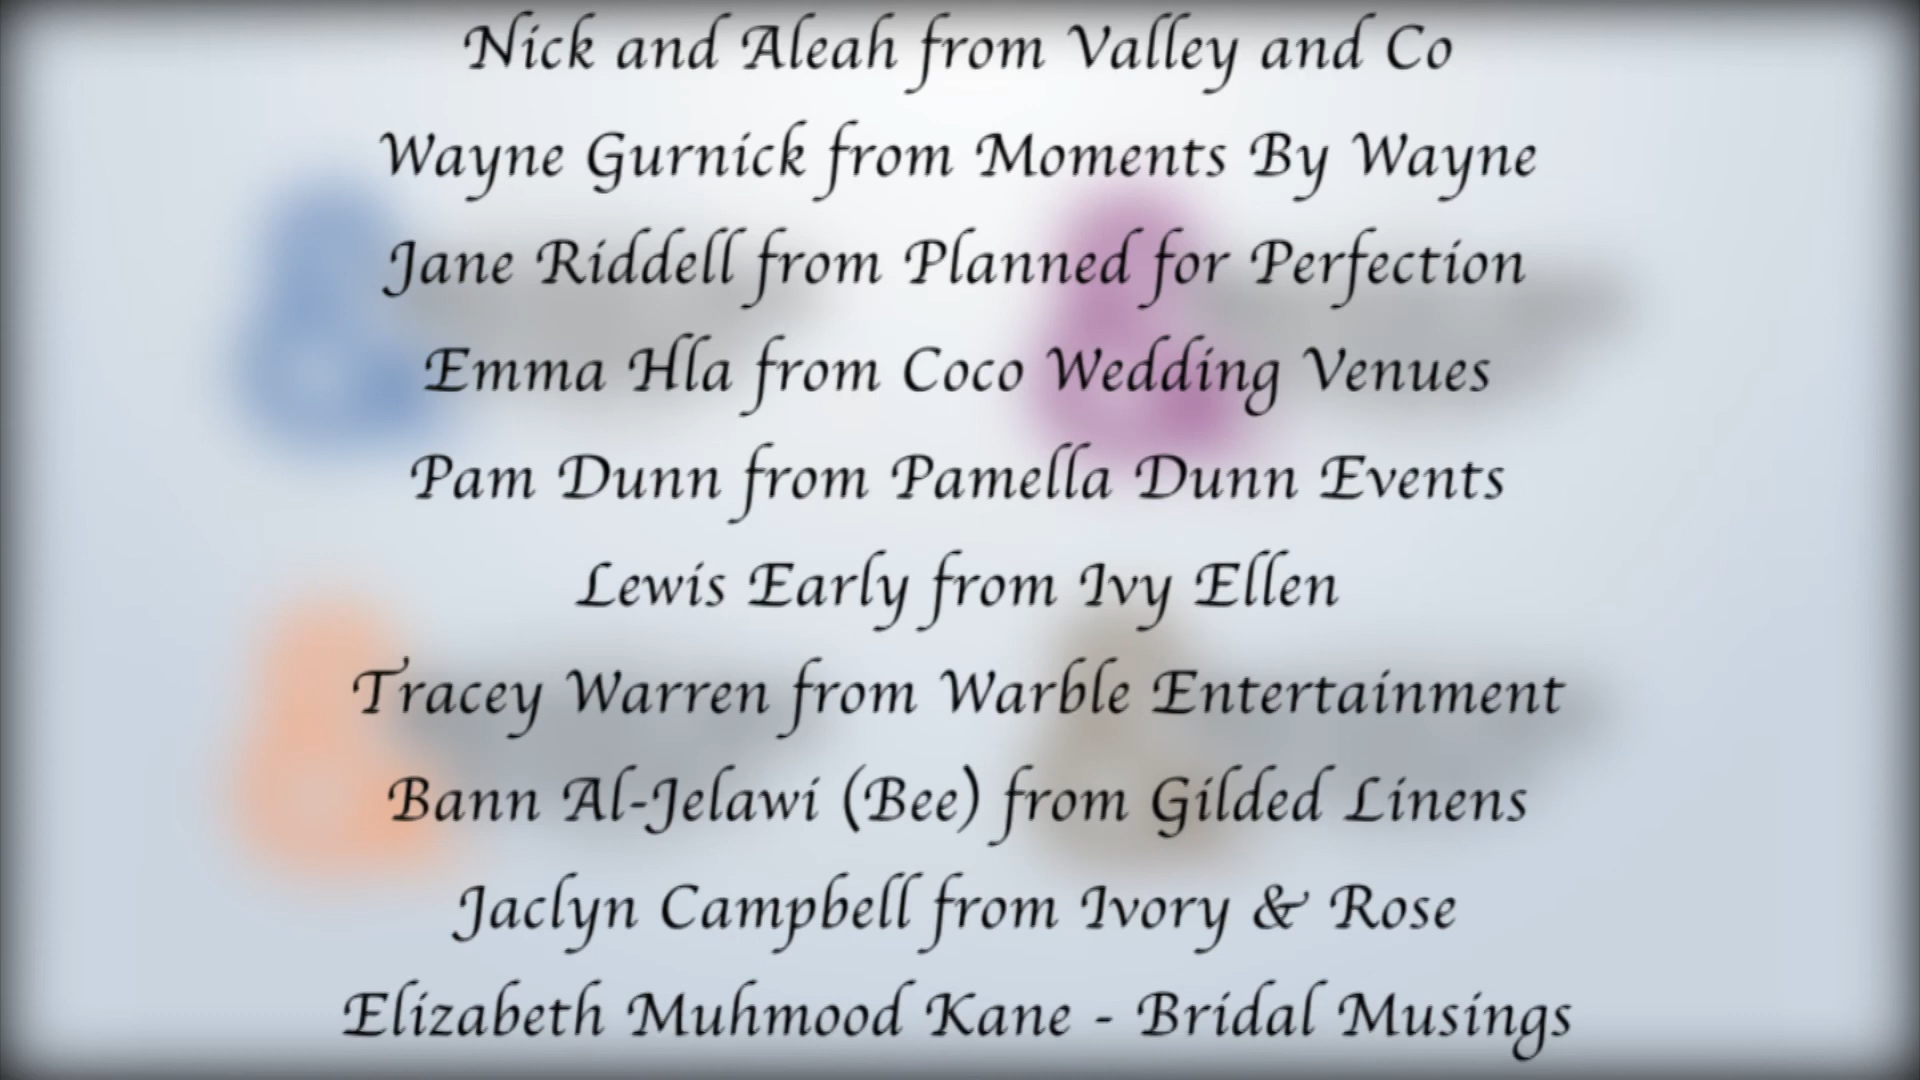 Nick and Aleah from Valley and Co
Wayne Gurnick from Moments By Wayne
Jane Riddell from Planned for Perfection
Emma Hla from Coco Wedding Venues
Pam Dunn from Pamella Dunn Events
Lewis Early from Ivy Ellen
Tracey Warren from Warble Entertainment
Bann Al-Jelawi (Bee) from Gilded Linens
Jaclyn Campbell from Ivory & Rose
Elizabeth Muhmood Kane - Bridal Musings